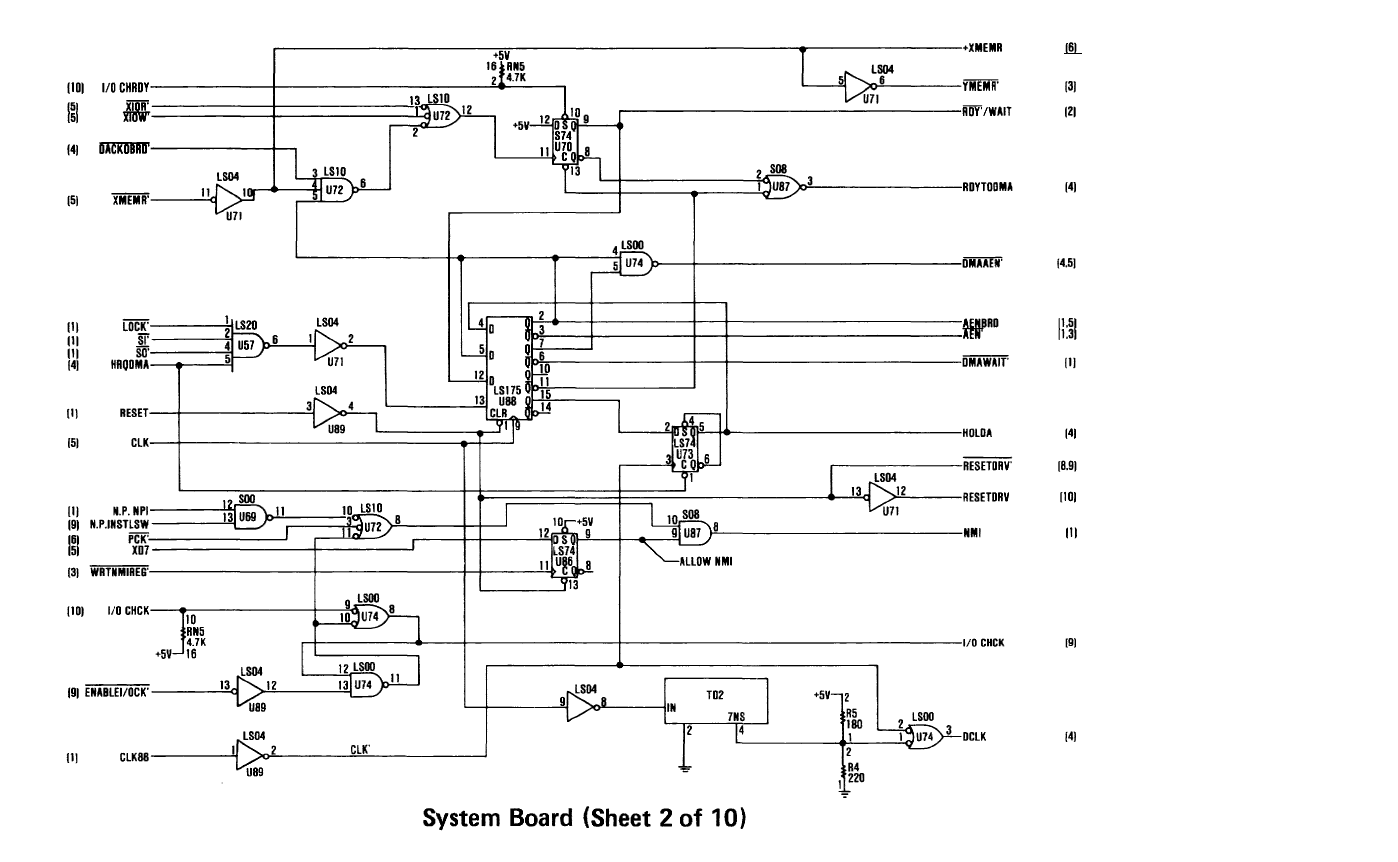 +XMEMR (6)
+5V
16 RN5
4.7K
2
LS04
5 6
U71
YMEMR' (3)
(10) I/O CHRDY
(5) XIOR'
(5) XIOW'
13 LS10
1 U72 12
2
10
+5V 12 D S Q 9
S74
U70
11 C Q 8
13
RDY'/WAIT (2)
(4) DACKOBRD'
LS10
3
4 U72 6
5
LS04
11 10
U71
(5) XMEMR'
S08
2
1 U87 3
RDYTODMA (4)
LS00
4
5 U74
DMAAEN' (4,5)
(1) LOCK'
(1) S1'
(1) S0'
(4) HRQDMA
1 LS20
2
4 U57 6
5
LS04
1 2
U71
4 D
5 D
12 D
13
LS175
U88
CLR
1 9
Q 2
Q 3
7
Q 6
Q 10
Q 11
Q 15
Q 14
AENBRD (1,5)
AEN' (1,3)
DMAWAIT' (1)
(1) RESET
LS04
3 4
U89
(5) CLK
4
2 D S Q 5
LS74
U73
3 C Q 6
1
HOLDA (4)
RESETDRV' (8,9)
LS04
13 12
U71
RESETDRV (10)
(1) N.P. NPI
(9) N.P.INSTLSW
(6) PCK'
(5) XD7
S00
12
13 U69 11
10 LS10
3 U72 8
11
10 +5V
12 D S Q 9
LS74
U86
11 C Q 8
13
S08
10
9 U87 8
NMI (1)
ALLOW NMI
(3) WRTNMIREG'
(10) I/O CHCK
10
RN5
4.7K
+5V 16
LS00
9 8
10 U74
I/O CHCK (9)
LS00
12
13 U74 11
(9) ENABLEI/OCK'
LS04
13 12
U89
LS04
9 8
TD2
IN
7NS
2 4
+5V 2
R5
180
1
2
R4
220
1
LS00
2
1 U74 3
DCLK (4)
(1) CLK88
LS04
1 2
U89
CLK'
System Board (Sheet 2 of 10)